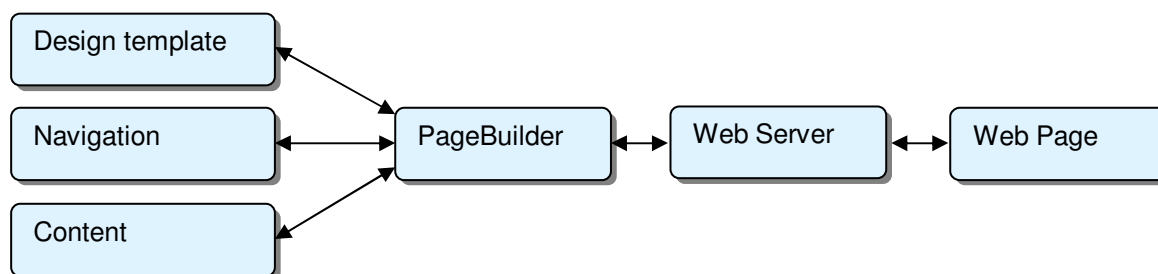 Design template
Navigation
PageBuilder
Web Server
Web Page
Content